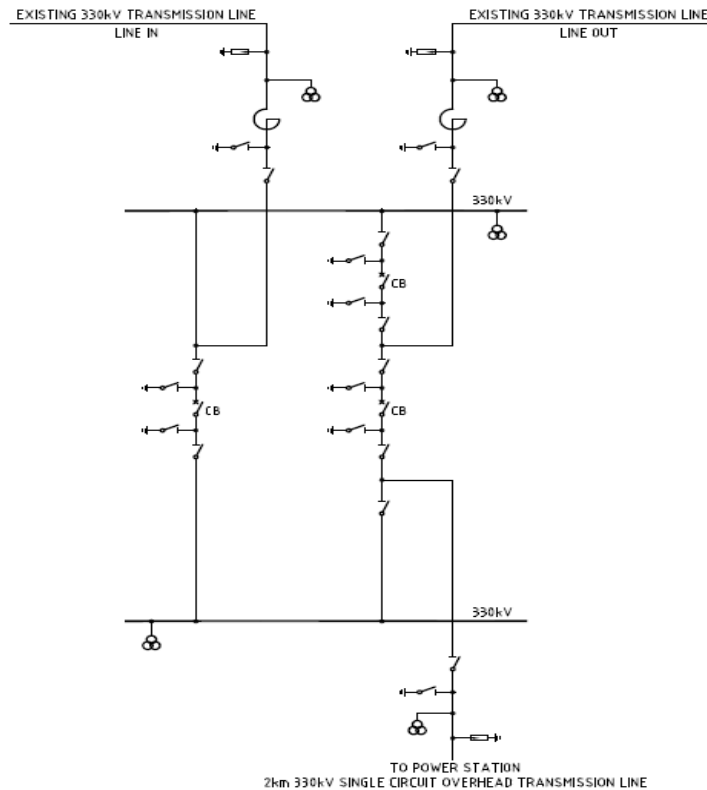 EXISTING 330kV TRANSMISSION LINE
LINE IN
EXISTING 330kV TRANSMISSION LINE
LINE OUT
330kV
CB
CB
CB
330kV
TO POWER STATION
2km 330kV SINGLE CIRCUIT OVERHEAD TRANSMISSION LINE